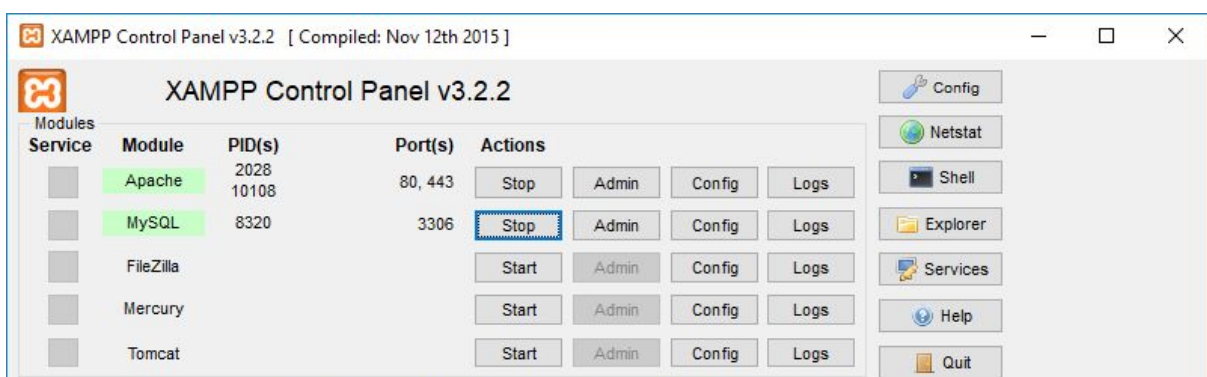 XAMPP Control Panel v3.2.2 [ Compiled: Nov 12th 2015 ]
XAMPP Control Panel v3.2.2
Config
Modules
Netstat
Service Module PID(s) Port(s) Actions
Apache 2028 10108 80, 443 Stop Admin Config Logs
Shell
MySQL 8320 3306 Stop Admin Config Logs
Explorer
FileZilla Start Admin Config Logs
Services
Mercury Start Admin Config Logs
Help
Tomcat Start Admin Config Logs
Quit